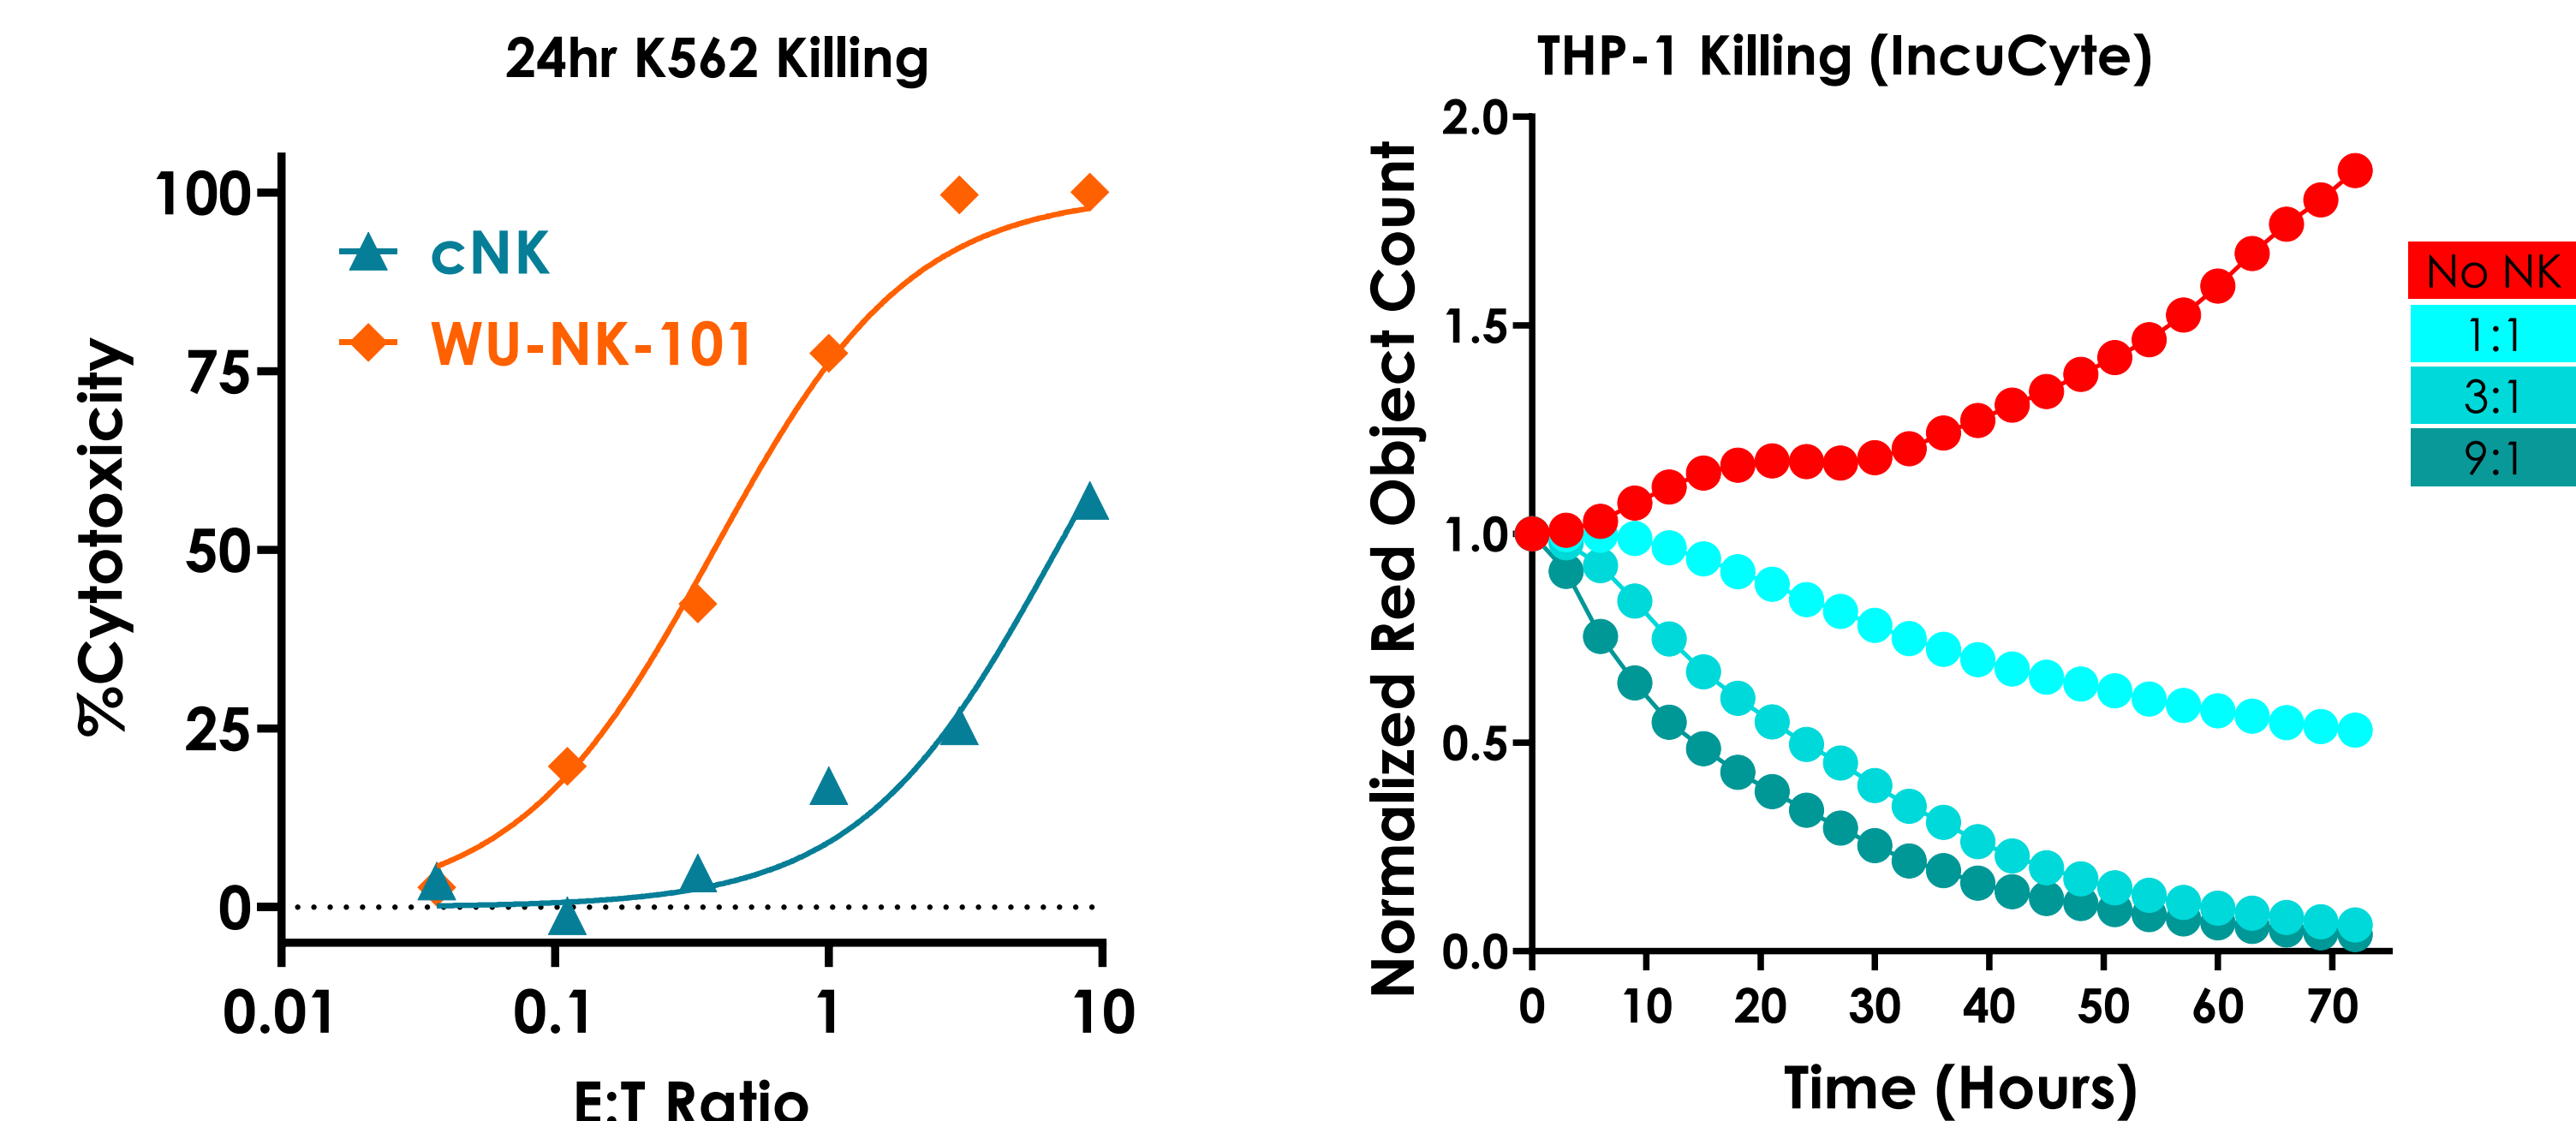 24hr K562 Killing
%Cytotoxicity
100
75
50
25
0
cNK
WU-NK-101
0.01
0.1
1
10
E:T Ratio
THP-1 Killing (IncuCyte)
Normalized Red Object Count
2.0
1.5
1.0
0.5
0.0
0
10
20
30
40
50
60
70
Time (Hours)
No NK
1:1
3:1
9:1